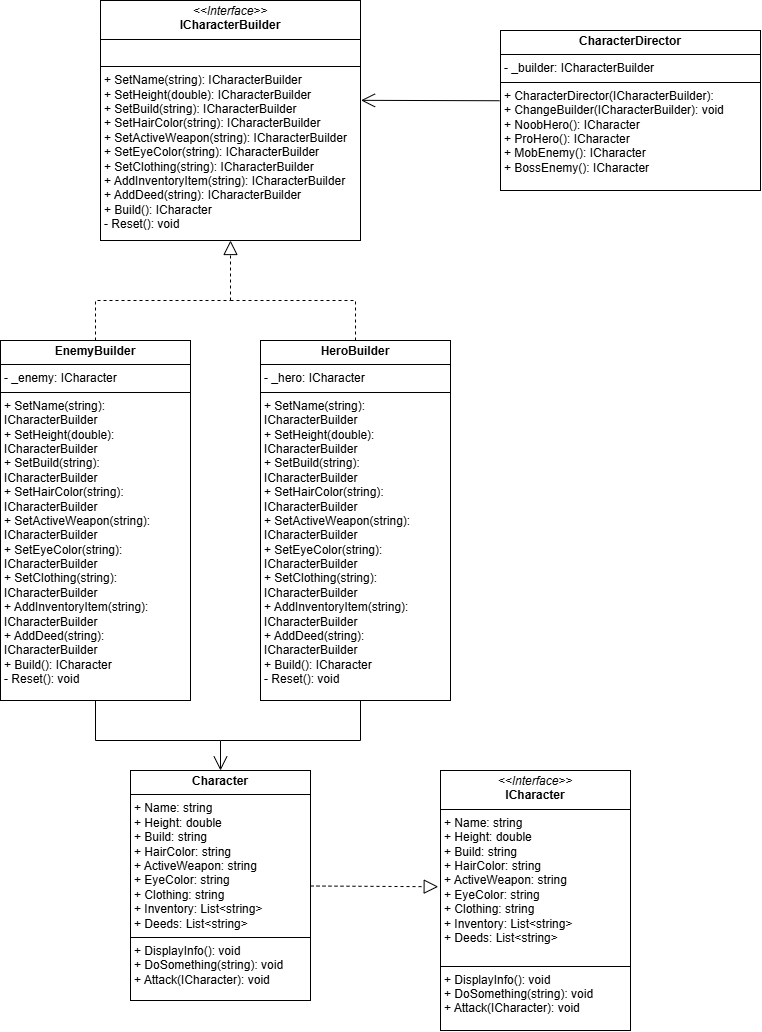 <<Interface>>
ICharacterBuilder
+ SetName(string): ICharacterBuilder
+ SetHeight(double): ICharacterBuilder
+ SetBuild(string): ICharacterBuilder
+ SetHairColor(string): ICharacterBuilder
+ SetActiveWeapon(string): ICharacterBuilder
+ SetEyeColor(string): ICharacterBuilder
+ SetClothing(string): ICharacterBuilder
+ AddInventoryItem(string): ICharacterBuilder
+ AddDeed(string): ICharacterBuilder
+ Build(): ICharacter
- Reset(): void
CharacterDirector
- _builder: ICharacterBuilder
+ CharacterDirector(ICharacterBuilder):
+ ChangeBuilder(ICharacterBuilder): void
+ NoobHero(): ICharacter
+ ProHero(): ICharacter
+ MobEnemy(): ICharacter
+ BossEnemy(): ICharacter
EnemyBuilder
- _enemy: ICharacter
+ SetName(string):
ICharacterBuilder
+ SetHeight(double):
ICharacterBuilder
+ SetBuild(string):
ICharacterBuilder
+ SetHairColor(string):
ICharacterBuilder
+ SetActiveWeapon(string):
ICharacterBuilder
+ SetEyeColor(string):
ICharacterBuilder
+ SetClothing(string):
ICharacterBuilder
+ AddInventoryItem(string):
ICharacterBuilder
+ AddDeed(string):
ICharacterBuilder
+ Build(): ICharacter
- Reset(): void
HeroBuilder
- _hero: ICharacter
+ SetName(string):
ICharacterBuilder
+ SetHeight(double):
ICharacterBuilder
+ SetBuild(string):
ICharacterBuilder
+ SetHairColor(string):
ICharacterBuilder
+ SetActiveWeapon(string):
ICharacterBuilder
+ SetEyeColor(string):
ICharacterBuilder
+ SetClothing(string):
ICharacterBuilder
+ AddInventoryItem(string):
ICharacterBuilder
+ AddDeed(string):
ICharacterBuilder
+ Build(): ICharacter
- Reset(): void
Character
+ Name: string
+ Height: double
+ Build: string
+ HairColor: string
+ ActiveWeapon: string
+ EyeColor: string
+ Clothing: string
+ Inventory: List<string>
+ Deeds: List<string>
+ DisplayInfo(): void
+ DoSomething(string): void
+ Attack(ICharacter): void
<<Interface>>
ICharacter
+ Name: string
+ Height: double
+ Build: string
+ HairColor: string
+ ActiveWeapon: string
+ EyeColor: string
+ Clothing: string
+ Inventory: List<string>
+ Deeds: List<string>
+ DisplayInfo(): void
+ DoSomething(string): void
+ Attack(ICharacter): void